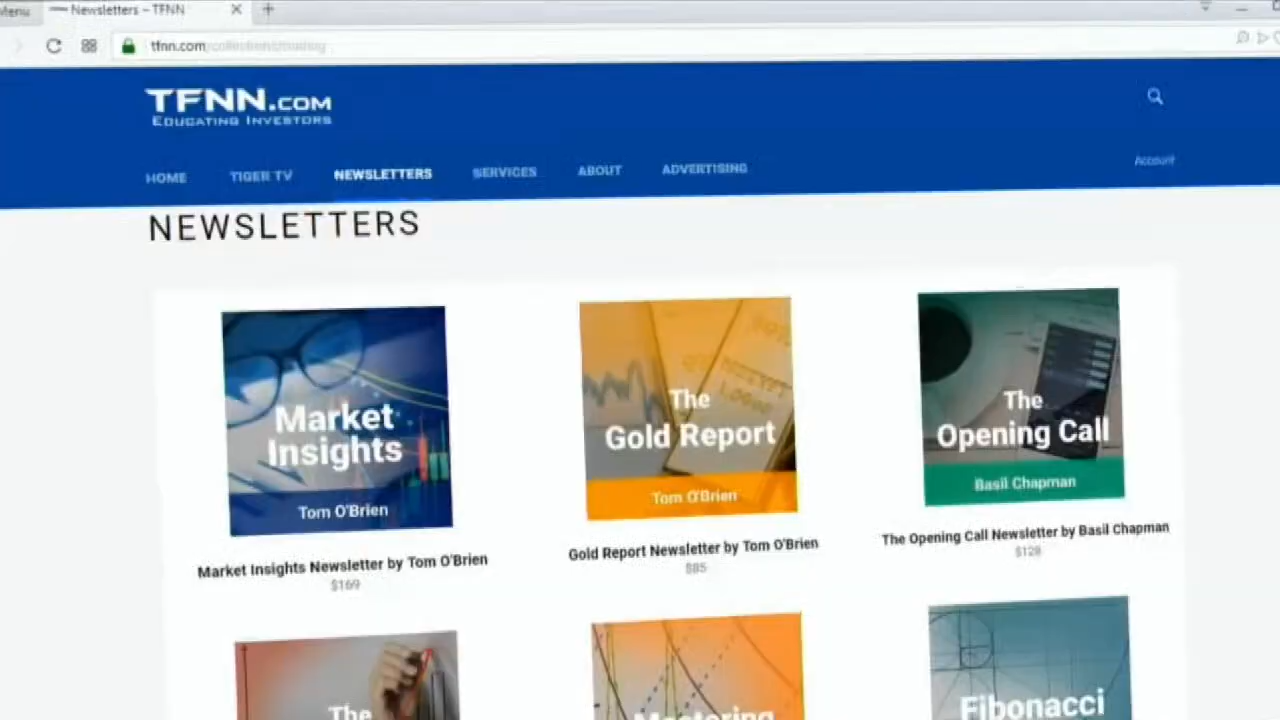 Menu
Newsletters – TFNN
tfnn.com
TFNN.COM
EDUCATING INVESTORS
Account
HOME
TIGER TV
NEWSLETTERS
SERVICES
ABOUT
ADVERTISING
NEWSLETTERS
Market
Insights
Tom O'Brien
Market Insights Newsletter by Tom O'Brien
$169
The
Gold Report
Tom O'Brien
Gold Report Newsletter by Tom O'Brien
$85
The
Opening Call
Basil Chapman
The Opening Call Newsletter by Basil Chapman
$128
The
Mastering
Fibonacci